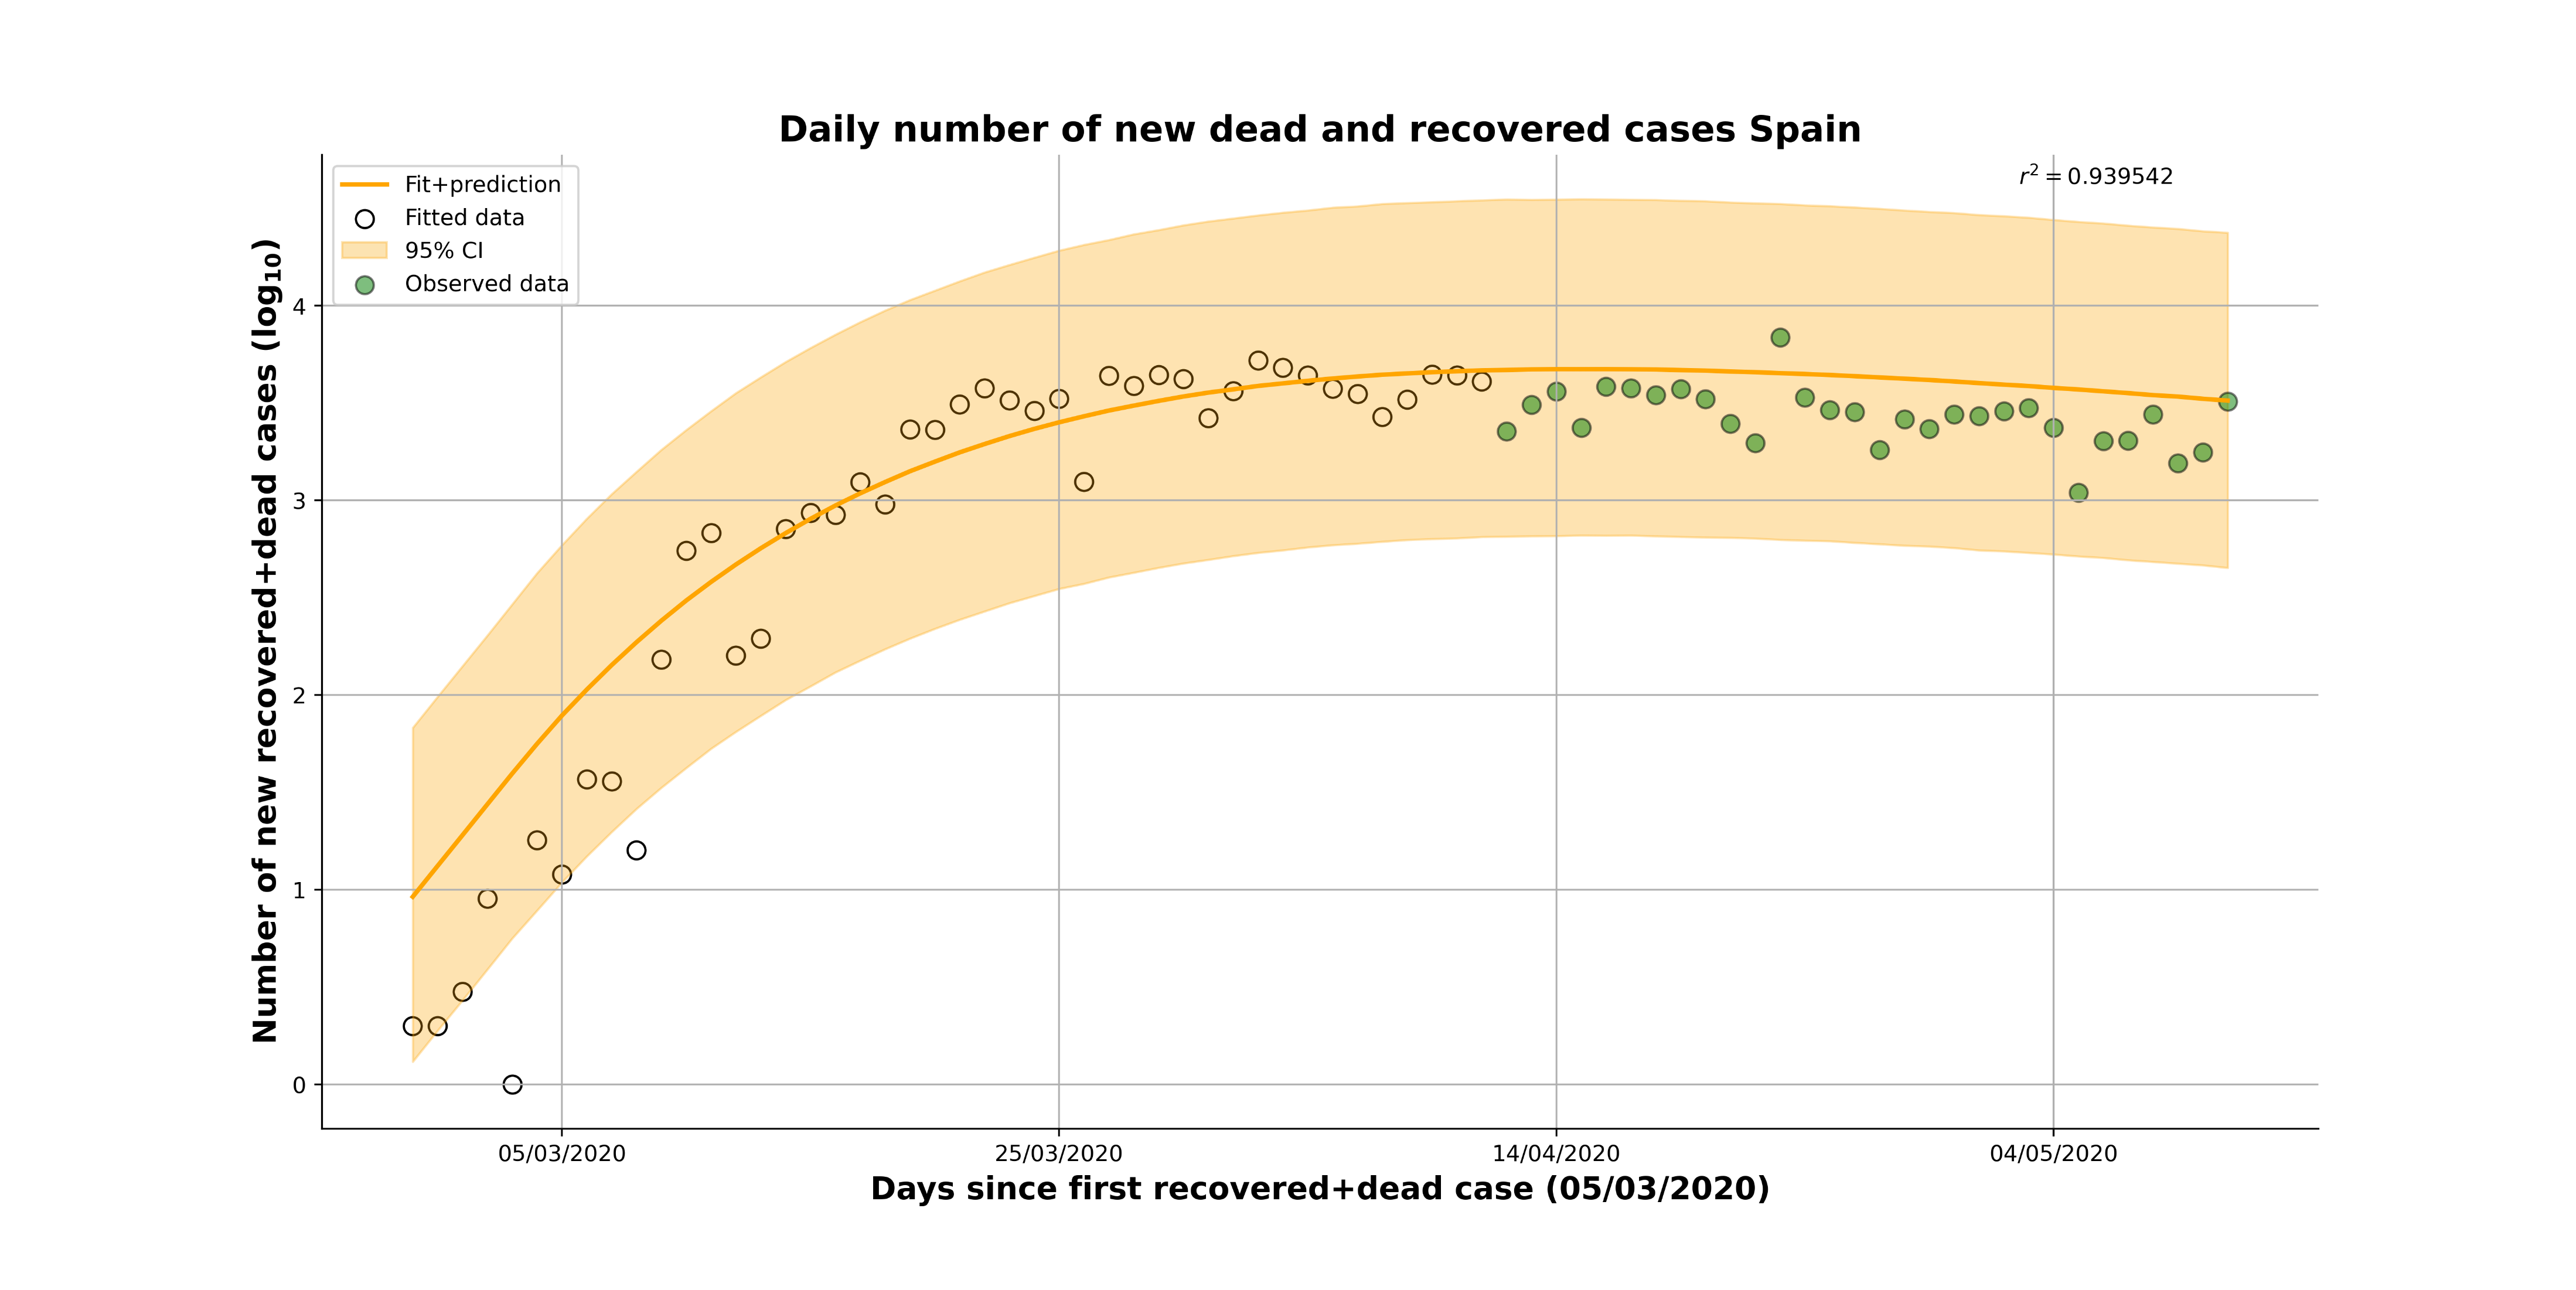 Daily number of new dead and recovered cases Spain
Fit+prediction
Fitted data
95% CI
Observed data
r² = 0.939542
Number of new recovered+dead cases (log₁₀)
4
3
2
1
0
05/03/2020 25/03/2020 14/04/2020 04/05/2020
Days since first recovered+dead case (05/03/2020)